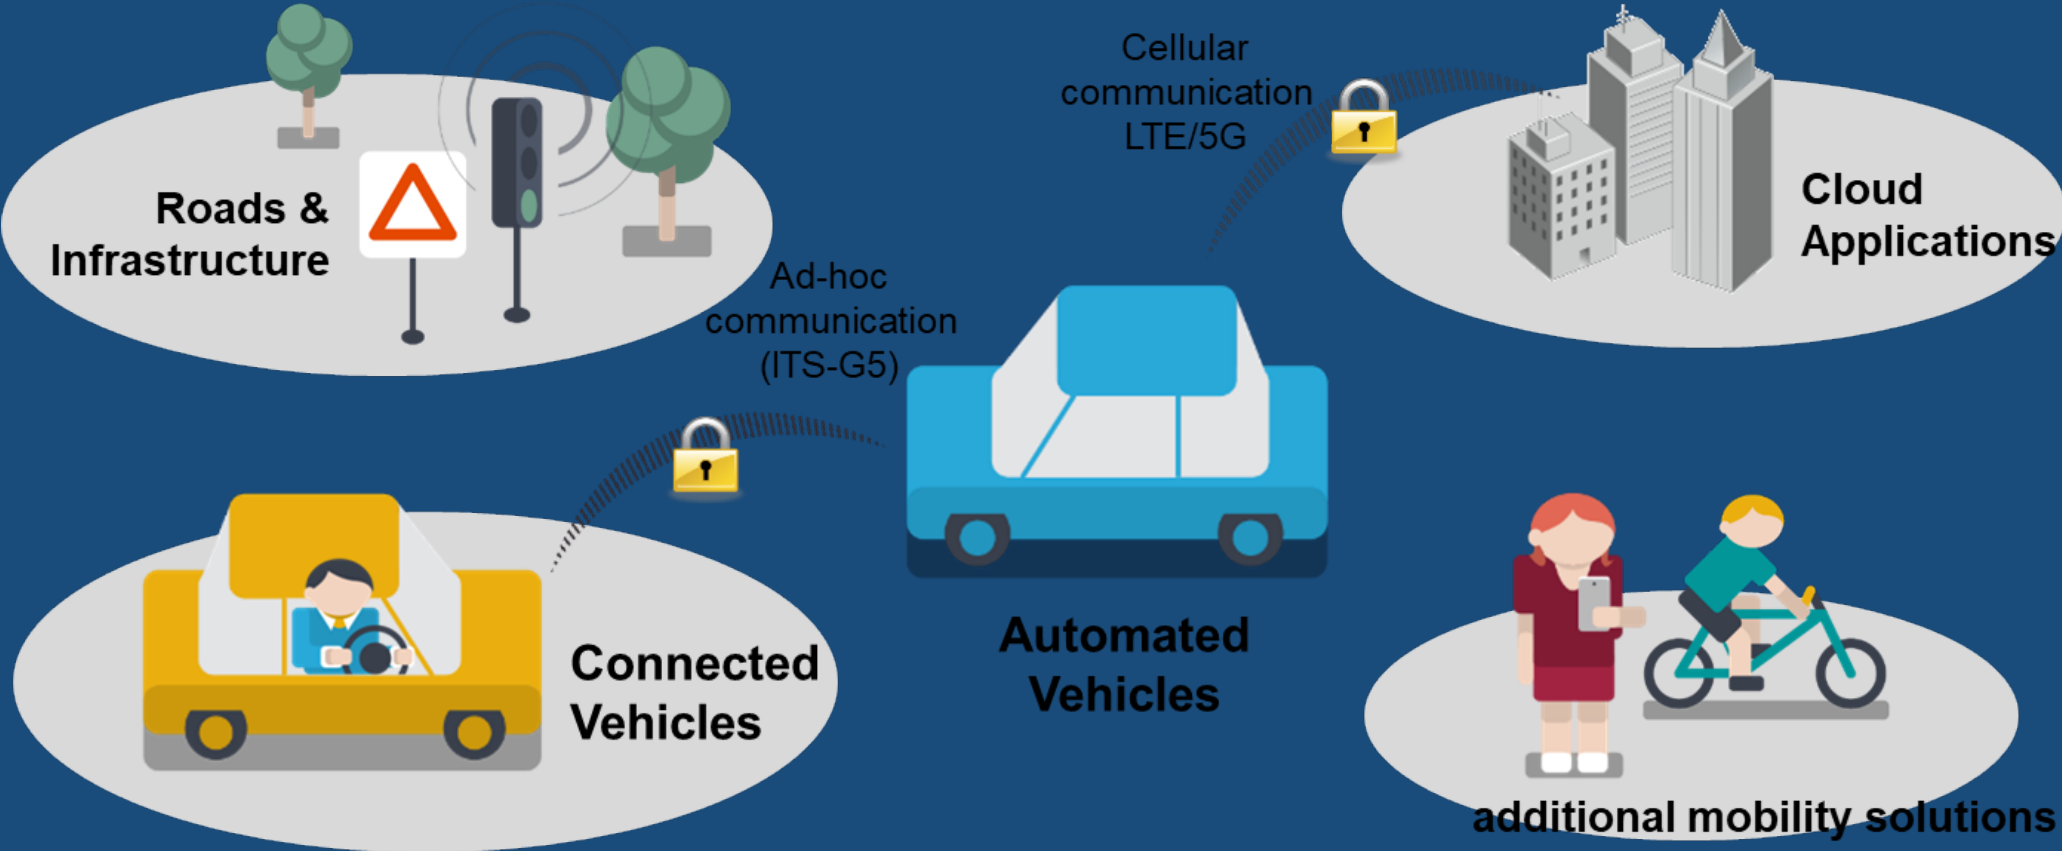 Cellular
communication
LTE/5G
Roads &
Infrastructure
Cloud
Applications
Ad-hoc
communication
(ITS-G5)
Connected
Vehicles
Automated
Vehicles
additional mobility solutions